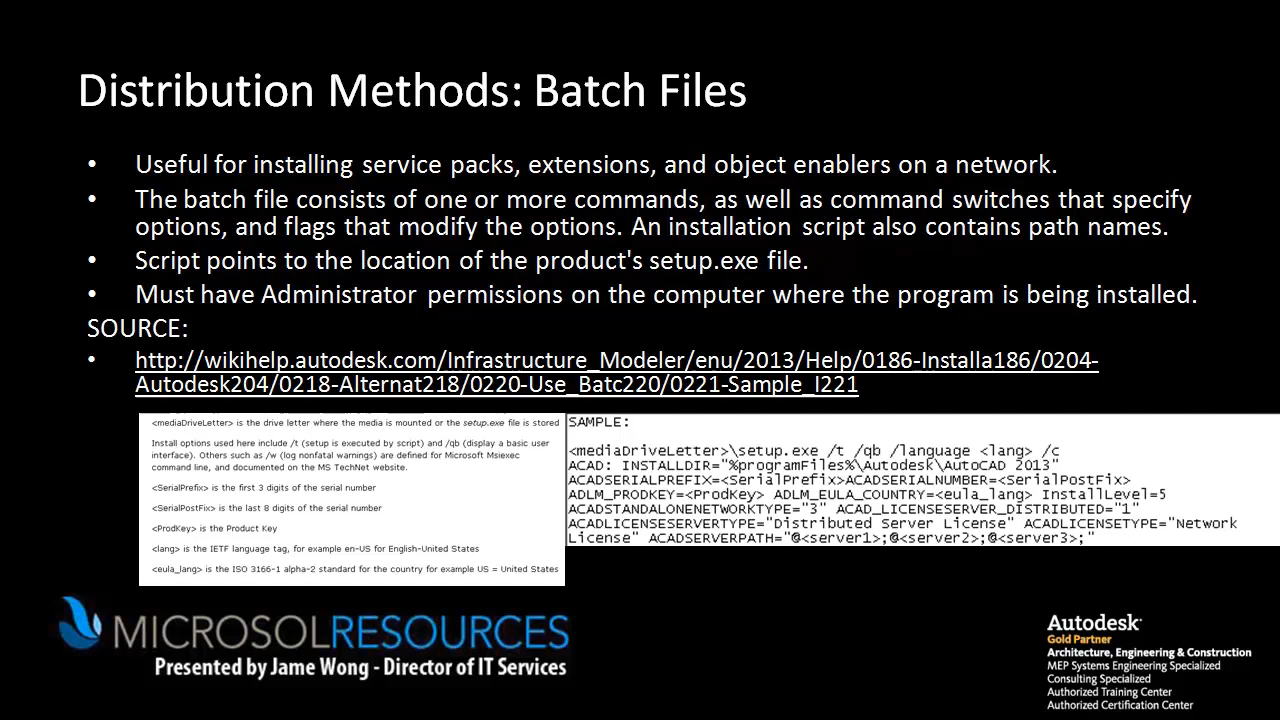 Distribution Methods: Batch Files
• Useful for installing service packs, extensions, and object enablers on a network.
• The batch file consists of one or more commands, as well as command switches that specify
options, and flags that modify the options. An installation script also contains path names.
• Script points to the location of the product's setup.exe file.
• Must have Administrator permissions on the computer where the program is being installed.
SOURCE:
• http://wikihelp.autodesk.com/Infrastructure_Modeler/enu/2013/Help/0186-Installa186/0204-
Autodesk204/0218-Alternat218/0220-Use_Batc220/0221-Sample_I221
<mediaDriveLetter> is the drive letter where the media is mounted or the setup.exe file is stored
Install options used here include /t (setup is executed by script) and /qb (display a basic user
interface). Others such as /w (log nonfatal warnings) are defined for Microsoft Msiexec
command line, and documented on the MS TechNet website.
<SerialPrefix> is the first 3 digits of the serial number
<SerialPostFix> is the last 8 digits of the serial number
<ProdKey> is the Product Key
<lang> is the IETF language tag, for example en-US for English-United States
<eula_lang> is the ISO 3166-1 alpha-2 standard for the country for example US = United States
SAMPLE:
<mediaDriveLetter>\setup.exe /t /qb /language <lang> /c
ACAD: INSTALLDIR="%programFiles%\Autodesk\AutoCAD 2013"
ACADSERIALPREFIX=<SerialPrefix>ACADSERIALNUMBER=<SerialPostFix>
ADLM_PRODKEY=<ProdKey> ADLM_EULA_COUNTRY=<eula_lang> InstallLevel=5
ACADSTANDALONENETWORKTYPE="3" ACAD_LICENSESERVER_DISTRIBUTED="1"
ACADLICENSESERVERTYPE="Distributed Server License" ACADLICENSETYPE="Network
License" ACADSERVERPATH="@<server1>;@<server2>;@<server3>;"
MICROSOLRESOURCES
Presented by Jame Wong - Director of IT Services
Autodesk
Gold Partner
Architecture, Engineering & Construction
MEP Systems Engineering Specialized
Consulting Specialized
Authorized Training Center
Authorized Certification Center